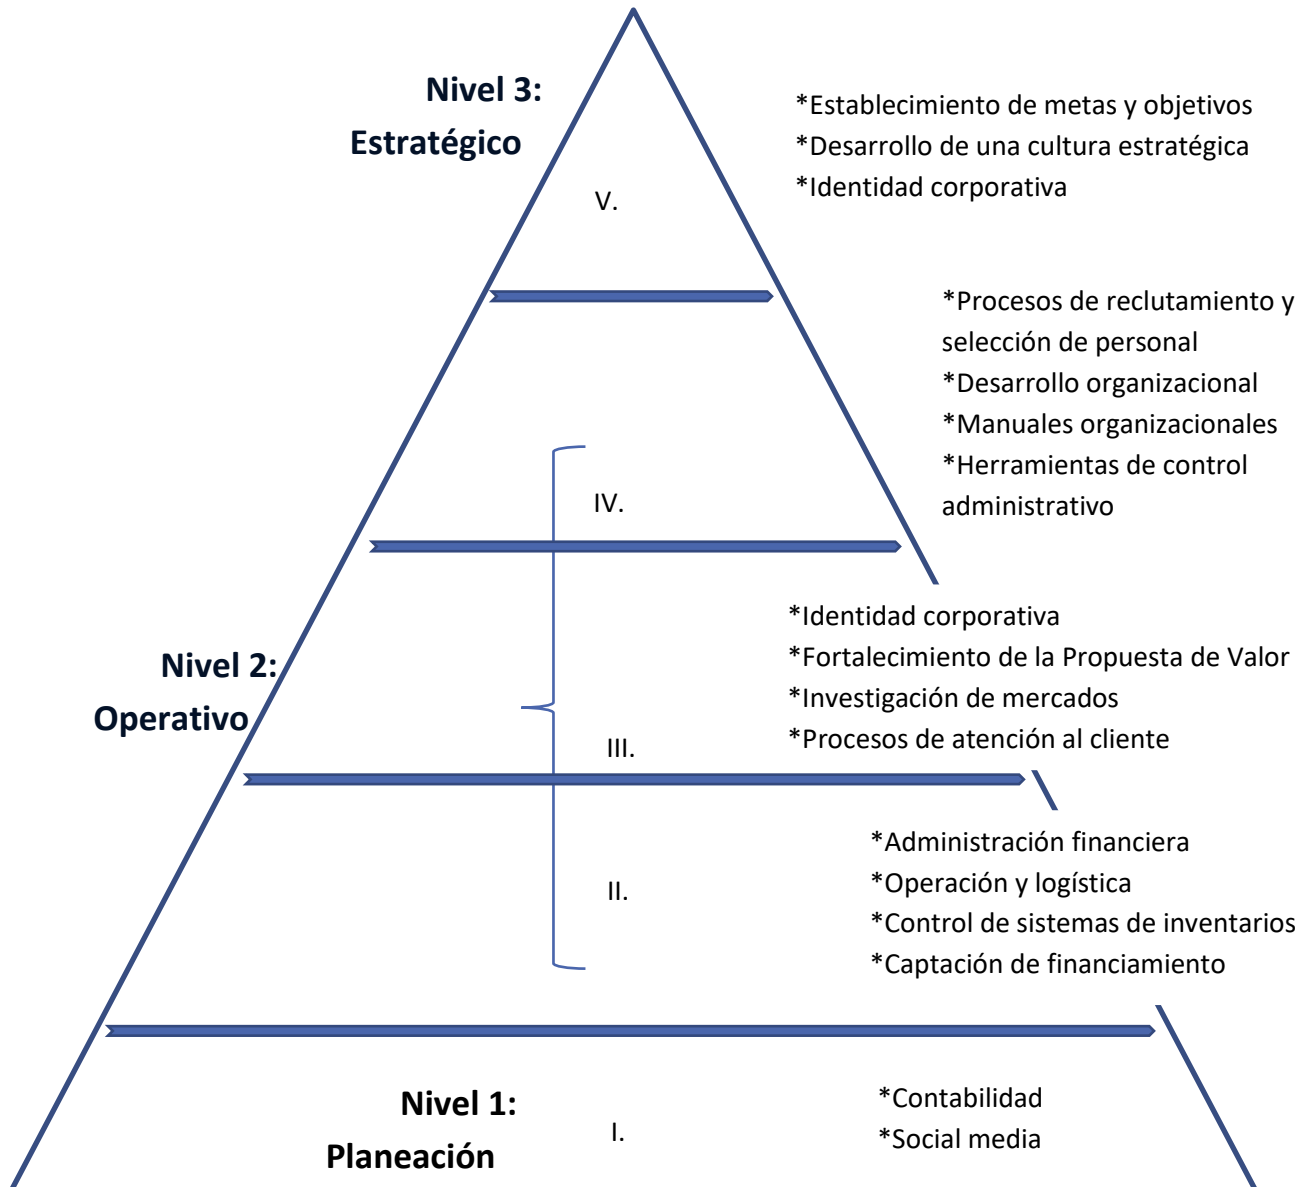 Nivel 3:
Estratégico
*Establecimiento de metas y objetivos
*Desarrollo de una cultura estratégica
*Identidad corporativa
V.
*Procesos de reclutamiento y
selección de personal
*Desarrollo organizacional
*Manuales organizacionales
*Herramientas de control
administrativo
IV.
*Identidad corporativa
*Fortalecimiento de la Propuesta de Valor
*Investigación de mercados
*Procesos de atención al cliente
Nivel 2:
Operativo
III.
*Administración financiera
*Operación y logística
*Control de sistemas de inventarios
*Captación de financiamiento
II.
Nivel 1:
Planeación
I.
*Contabilidad
*Social media